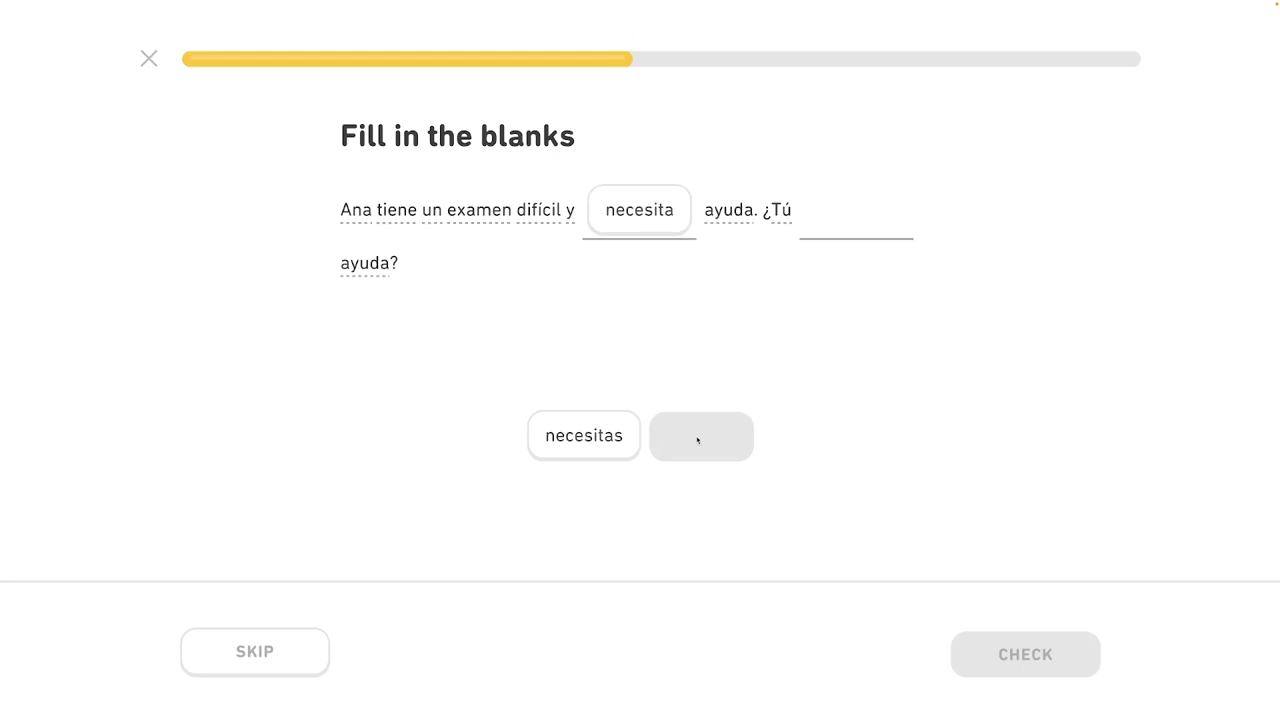 Fill in the blanks
Ana tiene un examen difícil y necesita ayuda. ¿Tú
ayuda?
necesitas
SKIP
CHECK